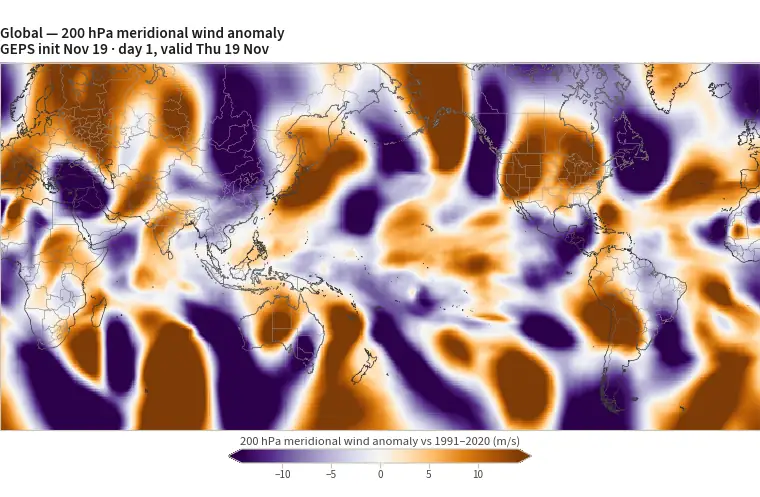 Global — 200 hPa meridional wind anomaly
GEPS init Nov 19 · day 1, valid Thu 19 Nov
200 hPa meridional wind anomaly vs 1991–2020 (m/s)
−10 −5 0 5 10